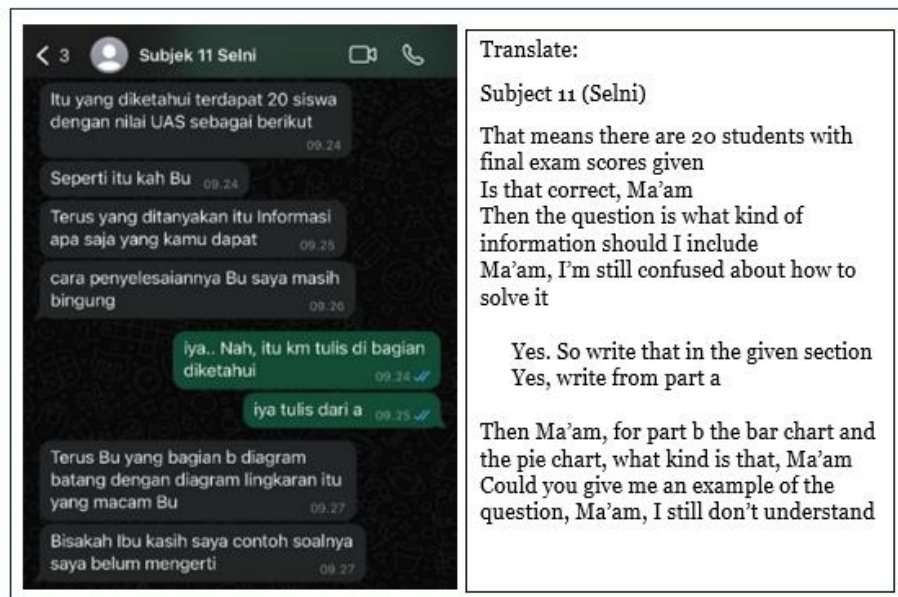 3
Subjek 11 Selni
Itu yang diketahui terdapat 20 siswa
dengan nilai UAS sebagai berikut
09.24
Seperti itu kah Bu 09.24
Terus yang ditanyakan itu Informasi
apa saja yang kamu dapat
09.25
cara penyelesaiannya Bu saya masih
bingung
09.26
iya.. Nah, itu km tulis di bagian
diketahui
09.24
iya tulis dari a 09.25
Terus Bu yang bagian b diagram
batang dengan diagram lingkaran itu
yang macam Bu
09.27
Bisakah Ibu kasih saya contoh soalnya
saya belum mengerti
09.27
Translate:
Subject 11 (Selni)
That means there are 20 students with
final exam scores given
Is that correct, Ma'am
Then the question is what kind of
information should I include
Ma'am, I'm still confused about how to
solve it
Yes. So write that in the given section
Yes, write from part a
Then Ma'am, for part b the bar chart and
the pie chart, what kind is that, Ma'am
Could you give me an example of the
question, Ma'am, I still don't understand